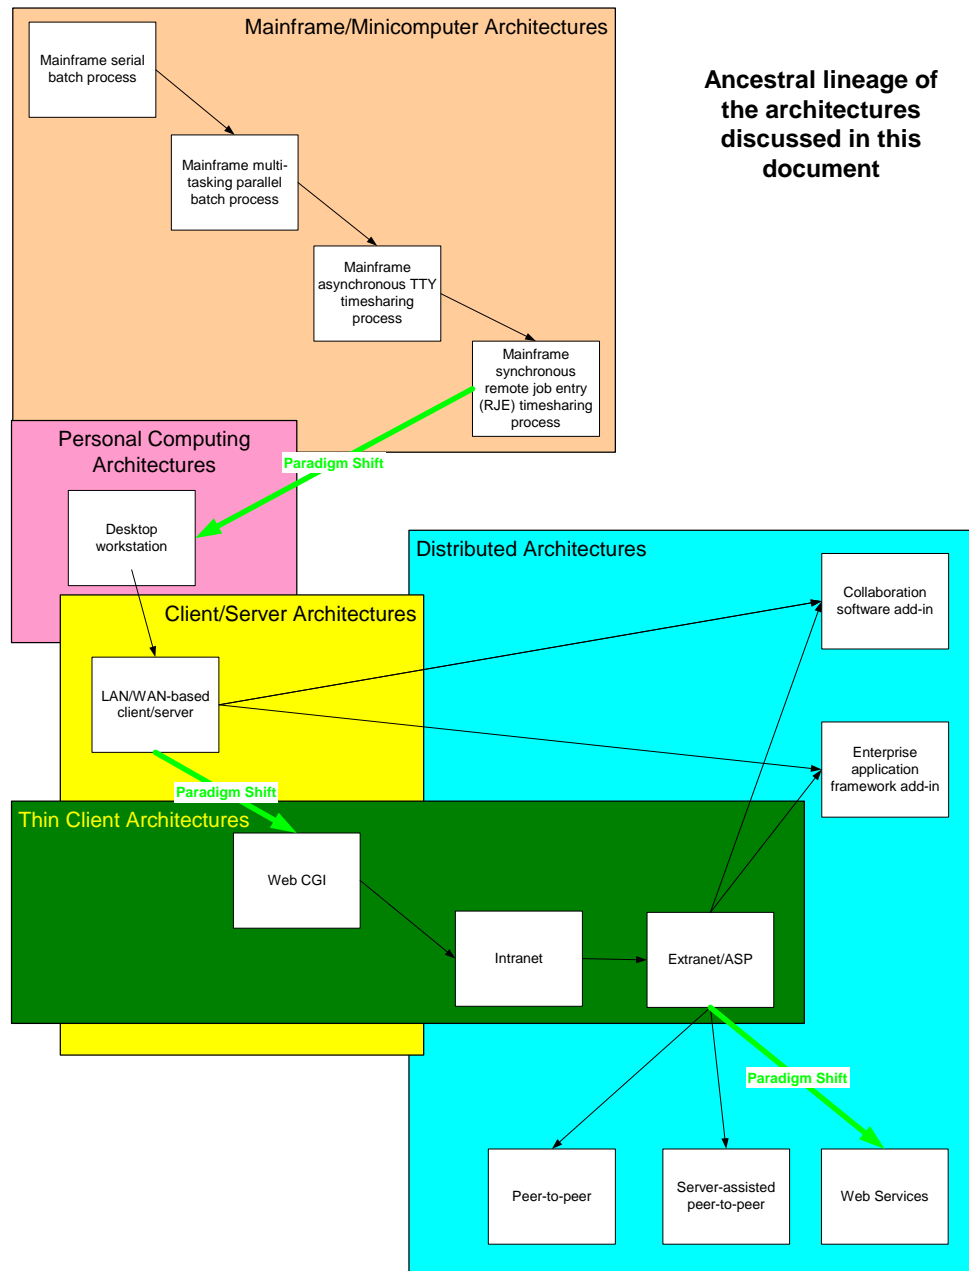 Mainframe/Minicomputer Architectures
Mainframe serial
batch process
Ancestral lineage of
the architectures
discussed in this
document
Mainframe multi-
tasking parallel
batch process
Mainframe
asynchronous TTY
timesharing
process
Mainframe
synchronous
remote job entry
(RJE) timesharing
process
Personal Computing
Architectures
Paradigm Shift
Desktop
workstation
Distributed Architectures
Collaboration
software add-in
Client/Server Architectures
LAN/WAN-based
client/server
Enterprise
application
framework add-in
Paradigm Shift
Thin Client Architectures
Web CGI
Intranet
Extranet/ASP
Paradigm Shift
Peer-to-peer
Server-assisted
peer-to-peer
Web Services